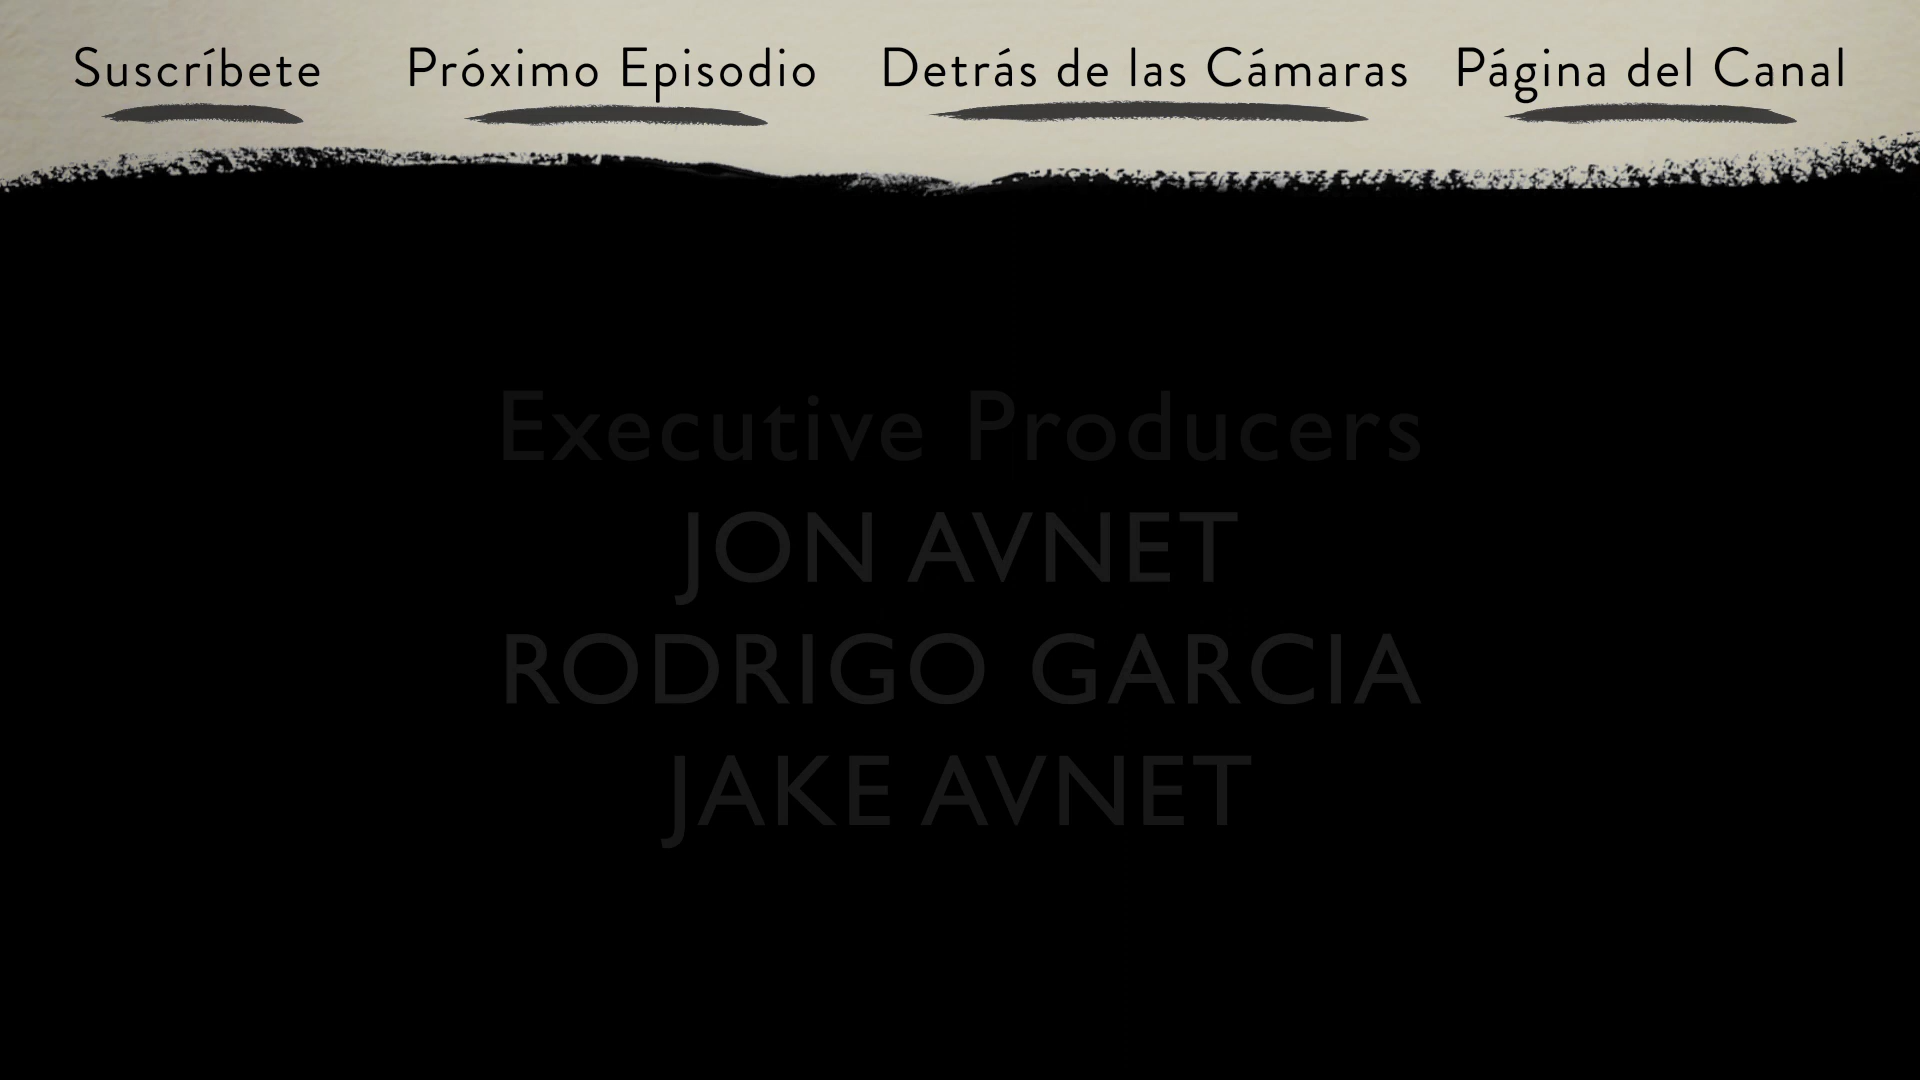 Suscríbete Próximo Episodio Detrás de las Cámaras Página del Canal
Executive Producers
JON AVNET
RODRIGO GARCIA
JAKE AVNET